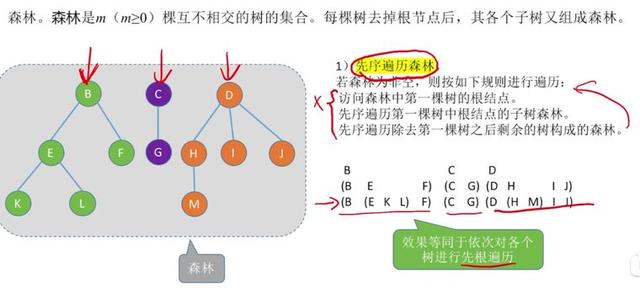 森林。森林是m（m≥0）棵互不相交的树的集合。每棵树去掉根节点后，其各个子树又组成森林。
1）先序遍历森林
若森林为非空，则按如下规则进行遍历：
访问森林中第一棵树的根结点。
先序遍历第一棵树中根结点的子树森林。
先序遍历除去第一棵树之后剩余的树构成的森林。
X
B C D
E F G H I J
K L M
森林
B C D
(B E F) (C G) (D H I J)
(B (E K L) F) (C G) (D (H M) I J)
效果等同于依次对各个
树进行先根遍历